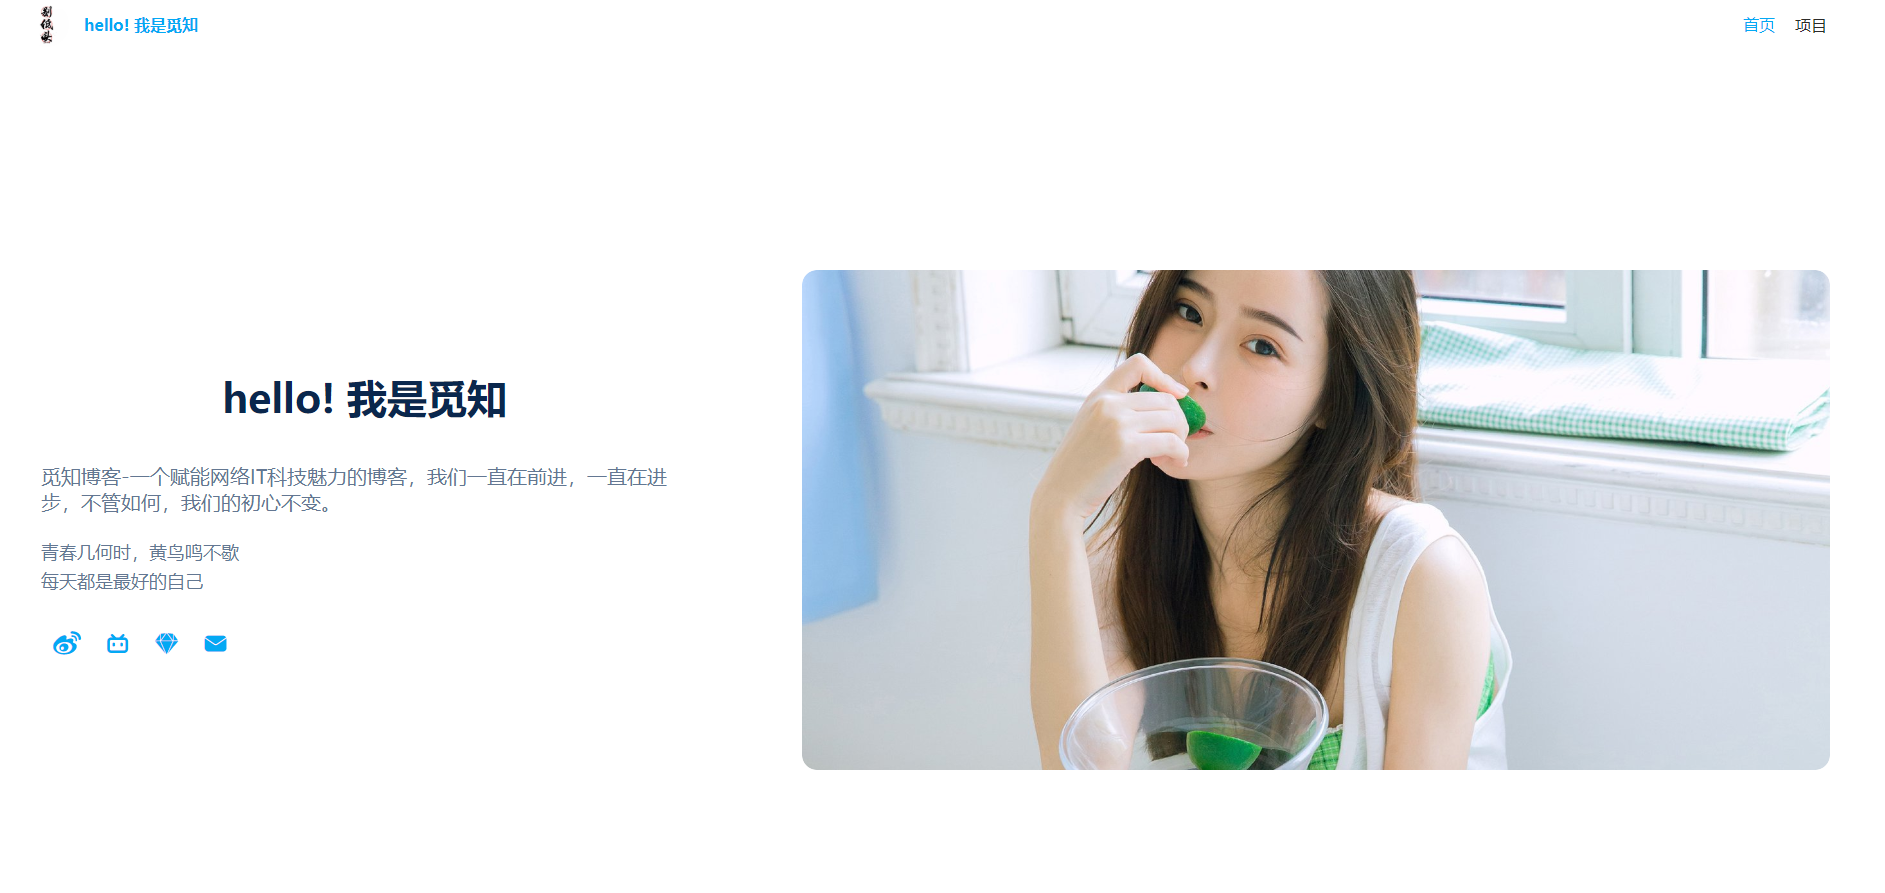 别低头
hello! 我是觅知
首页
项目
hello! 我是觅知
觅知博客-一个赋能网络IT科技魅力的博客，我们一直在前进，一直在进
步，不管如何，我们的初心不变。
青春几何时，黄鸟鸣不歇
每天都是最好的自己